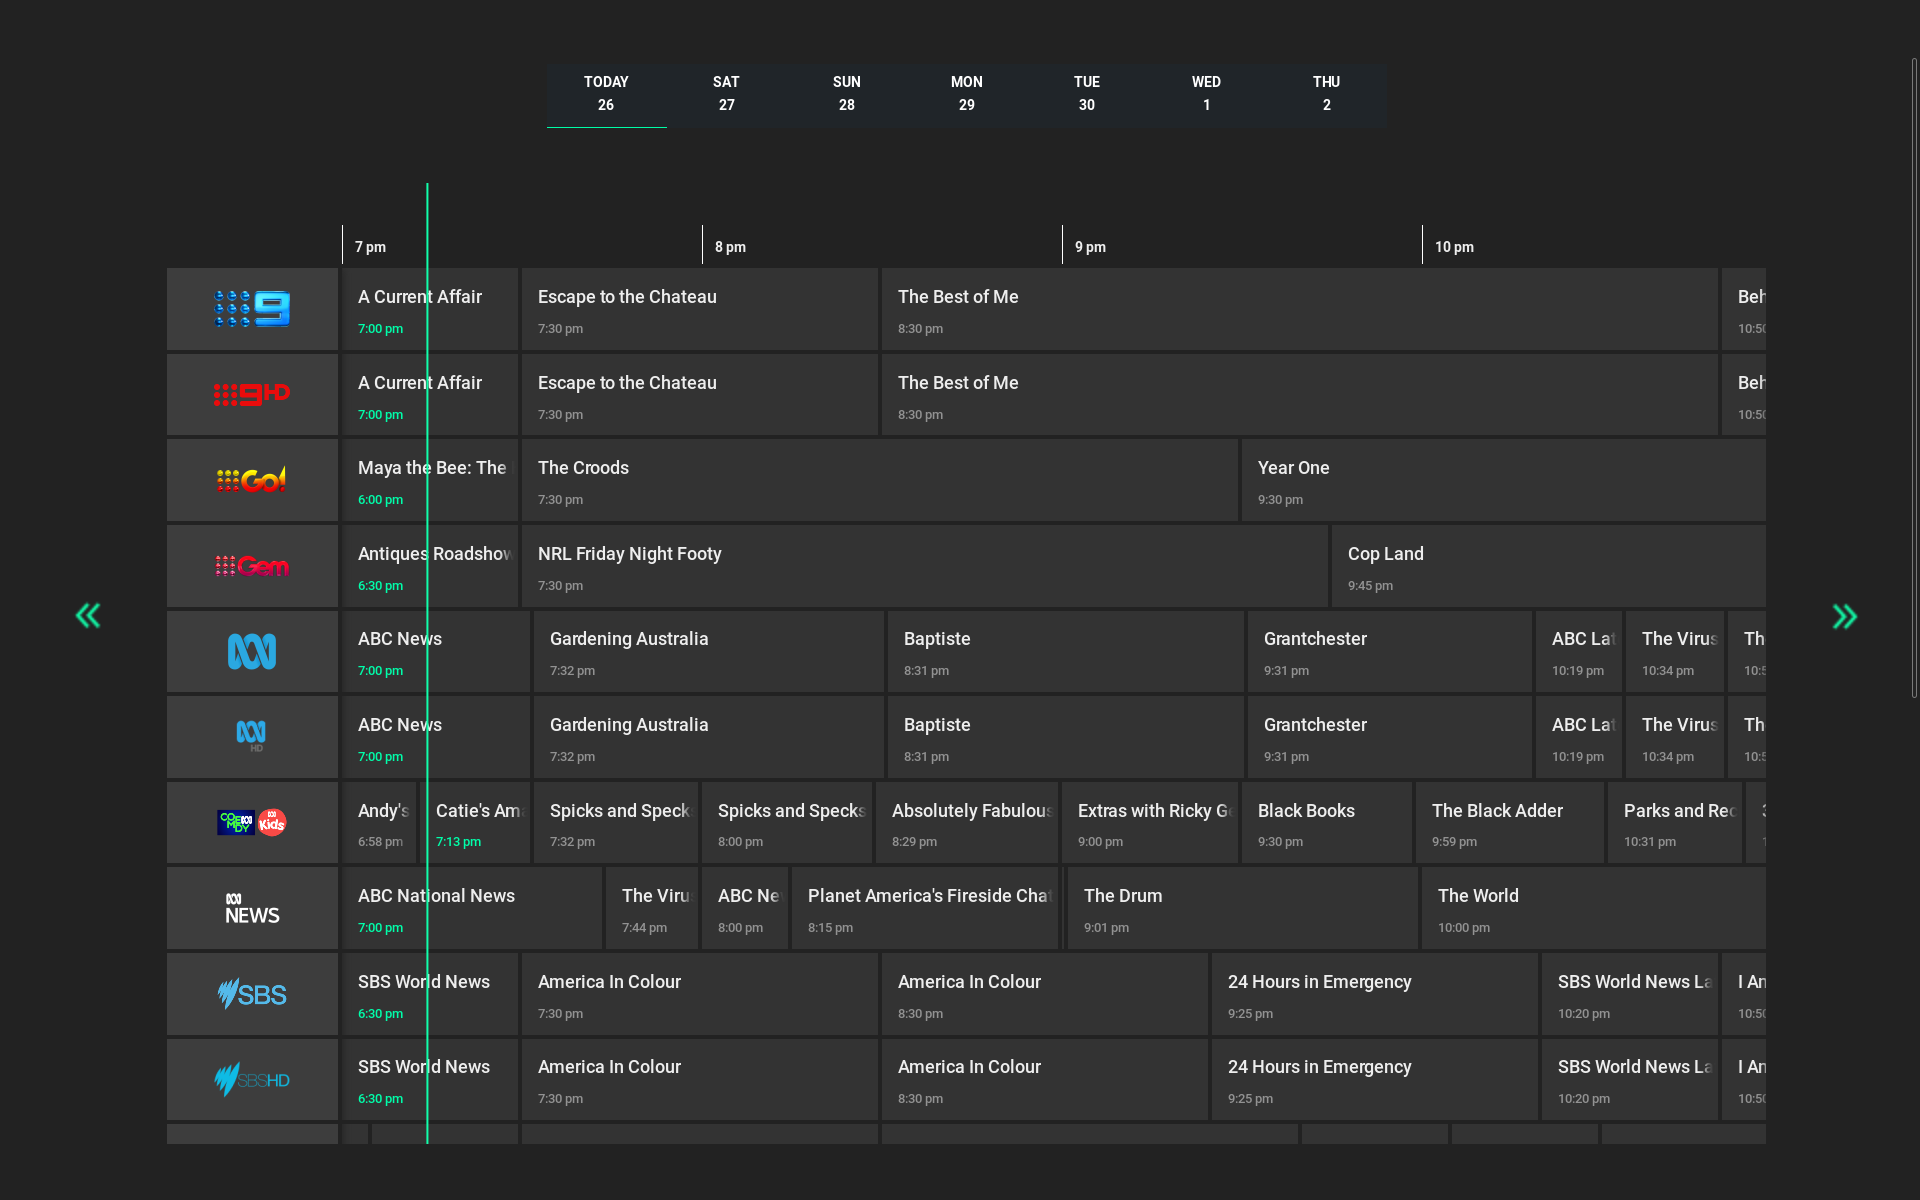 TODAY SAT SUN MON TUE WED THU
26 27 28 29 30 1 2
7 pm 8 pm 9 pm 10 pm
9 A Current Affair Escape to the Chateau The Best of Me Beh
7:00 pm 7:30 pm 8:30 pm 10:50
9HD A Current Affair Escape to the Chateau The Best of Me Beh
7:00 pm 7:30 pm 8:30 pm 10:50
Go! Maya the Bee: The The Croods Year One
6:00 pm 7:30 pm 9:30 pm
Gem Antiques Roadshow NRL Friday Night Footy Cop Land
6:30 pm 7:30 pm 9:45 pm
ABC News Gardening Australia Baptiste Grantchester ABC Lat The Virus Th
7:00 pm 7:32 pm 8:31 pm 9:31 pm 10:19 pm 10:34 pm 10:5
HD ABC News Gardening Australia Baptiste Grantchester ABC Lat The Virus Th
7:00 pm 7:32 pm 8:31 pm 9:31 pm 10:19 pm 10:34 pm 10:5
COMEDY Kids Andy's Catie's Ama Spicks and Specks Spicks and Specks Absolutely Fabulous Extras with Ricky Ge Black Books The Black Adder Parks and Rec
6:58 pm 7:13 pm 7:32 pm 8:00 pm 8:29 pm 9:00 pm 9:30 pm 9:59 pm 10:31 pm
NEWS ABC National News The Virus ABC New Planet America's Fireside Chat The Drum The World
7:00 pm 7:44 pm 8:00 pm 8:15 pm 9:01 pm 10:00 pm
SBS SBS World News America In Colour America In Colour 24 Hours in Emergency SBS World News La I An
6:30 pm 7:30 pm 8:30 pm 9:25 pm 10:20 pm 10:50
SBSHD SBS World News America In Colour America In Colour 24 Hours in Emergency SBS World News La I An
6:30 pm 7:30 pm 8:30 pm 9:25 pm 10:20 pm 10:50